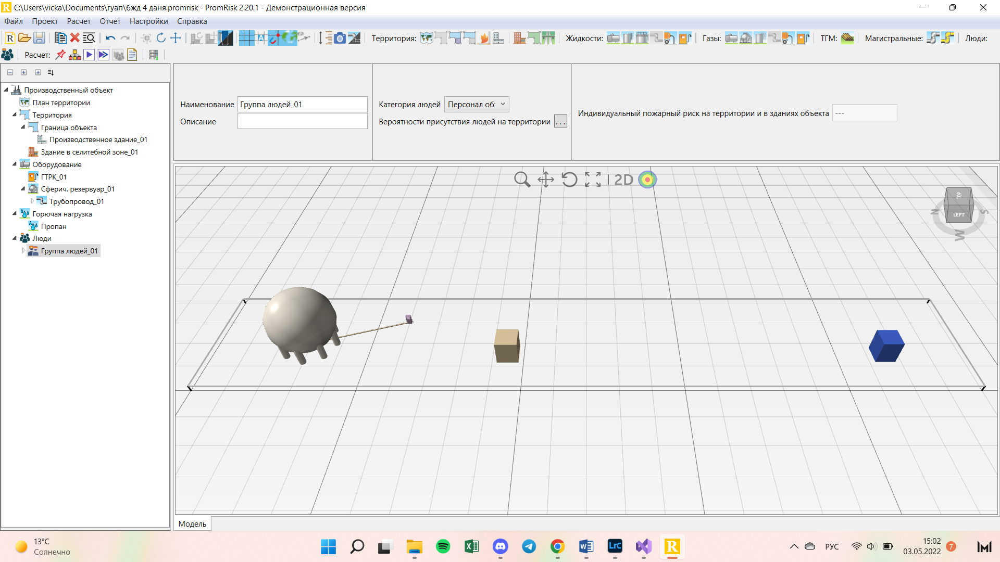 C:\Users\vicka\Documents\гуап\бжд 4 даня.promrisk - PromRisk 2.20.1 - Демонстрационная версия
Файл Проект Расчет Отчет Настройки Справка
Территория: Жидкости: Газы: ТГМ: Магистральные: Люди:
Расчет:
Производственный объект
План территории
Территория
Граница объекта
Производственное здание_01
Здание в селитебной зоне_01
Оборудование
ГТРК_01
Сферич. резервуар_01
Трубопровод_01
Горючая нагрузка
Пропан
Люди
Группа людей_01
Наименование Группа людей_01
Описание
Категория людей Персонал об
Вероятности присутствия людей на территории ...
Индивидуальный пожарный риск на территории и в зданиях объекта ---
2D
TOP
LEFT
N S
W
Модель
13°C
Солнечно
LrC
РУС
15:02
03.05.2022
7